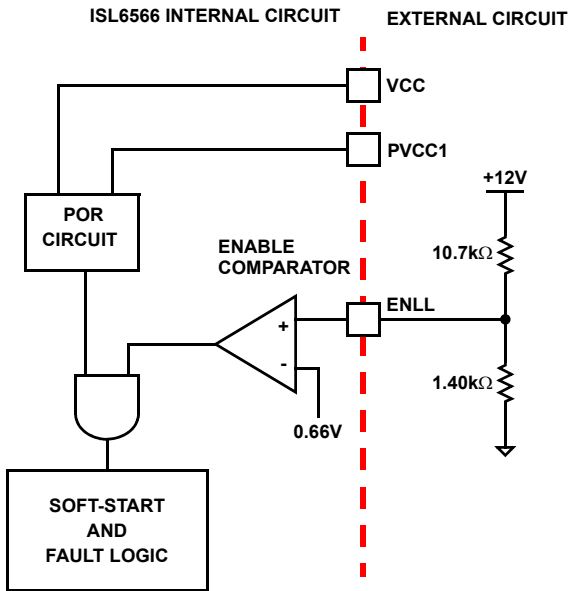 ISL6566 INTERNAL CIRCUIT
EXTERNAL CIRCUIT
VCC
PVCC1
+12V
POR
CIRCUIT
10.7kΩ
ENABLE
COMPARATOR
ENLL
+
-
1.40kΩ
0.66V
SOFT-START
AND
FAULT LOGIC